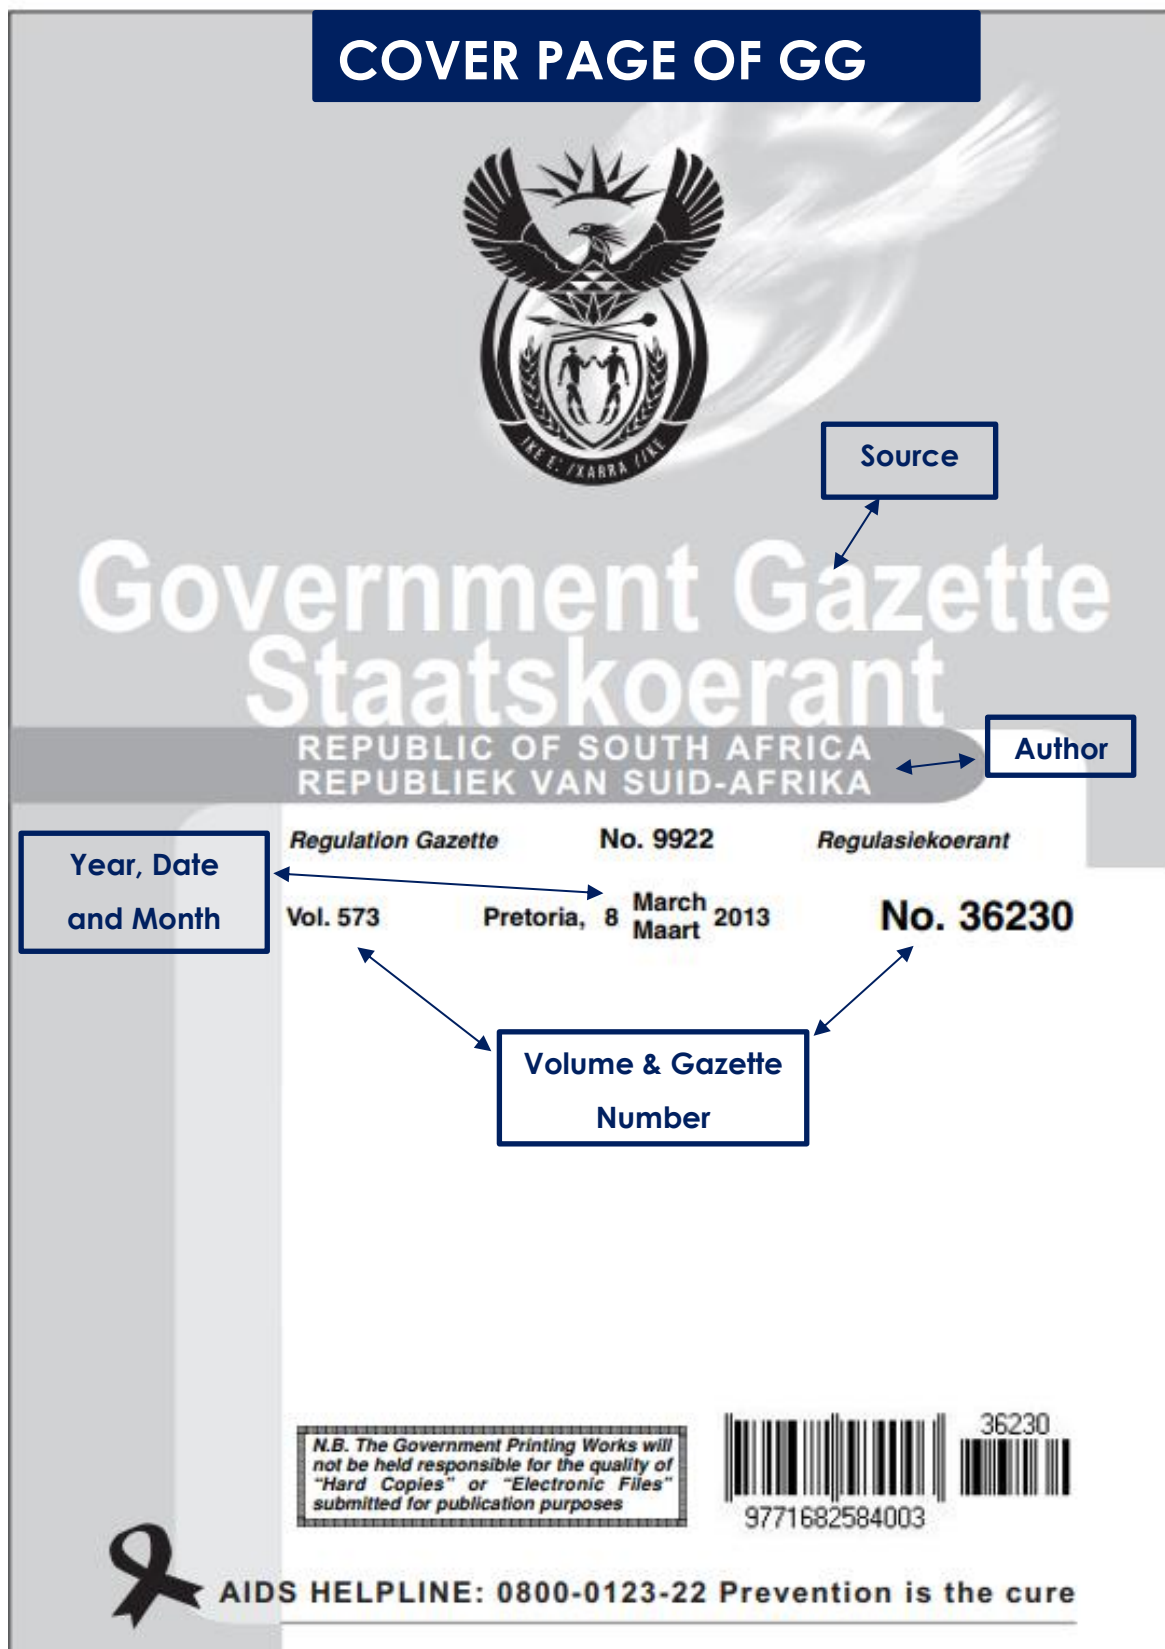 COVER PAGE OF GG
!KE E: /XARRA //KE
Source
Government Gazette
Staatskoerant
REPUBLIC OF SOUTH AFRICA
REPUBLIEK VAN SUID-AFRIKA
Author
Regulation Gazette No. 9922 Regulasiekoerant
Year, Date
and Month
Vol. 573 Pretoria, 8 March
Maart 2013 No. 36230
Volume & Gazette
Number
N.B. The Government Printing Works will
not be held responsible for the quality of
"Hard Copies" or "Electronic Files"
submitted for publication purposes
36230
9771682584003
AIDS HELPLINE: 0800-0123-22 Prevention is the cure